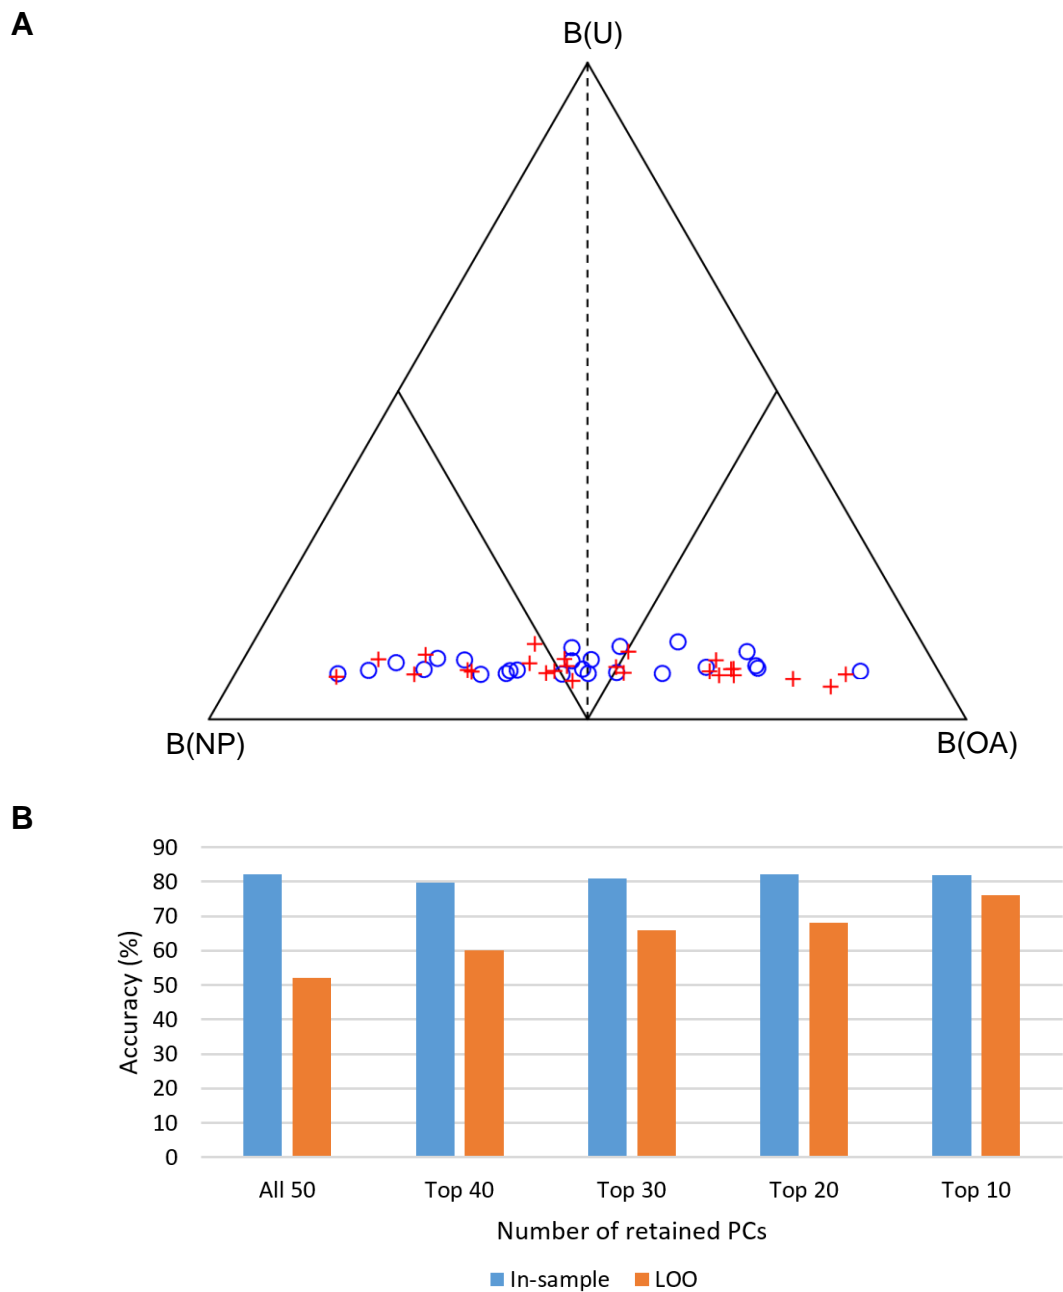 A
B(U)
B(NP)
B(OA)
B
90
80
70
60
50
40
30
20
10
0
Accuracy (%)
All 50
Top 40
Top 30
Top 20
Top 10
Number of retained PCs
In-sample
LOO